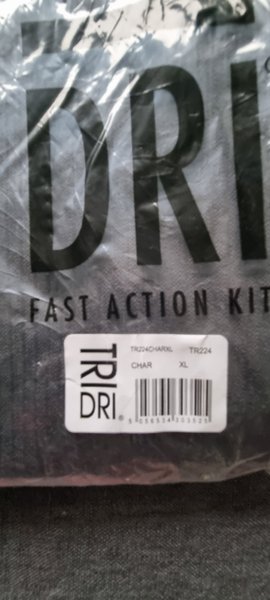 DRI
FAST ACTION KIT
TRI
DRI®
TR224CHARXL TR224
CHAR XL